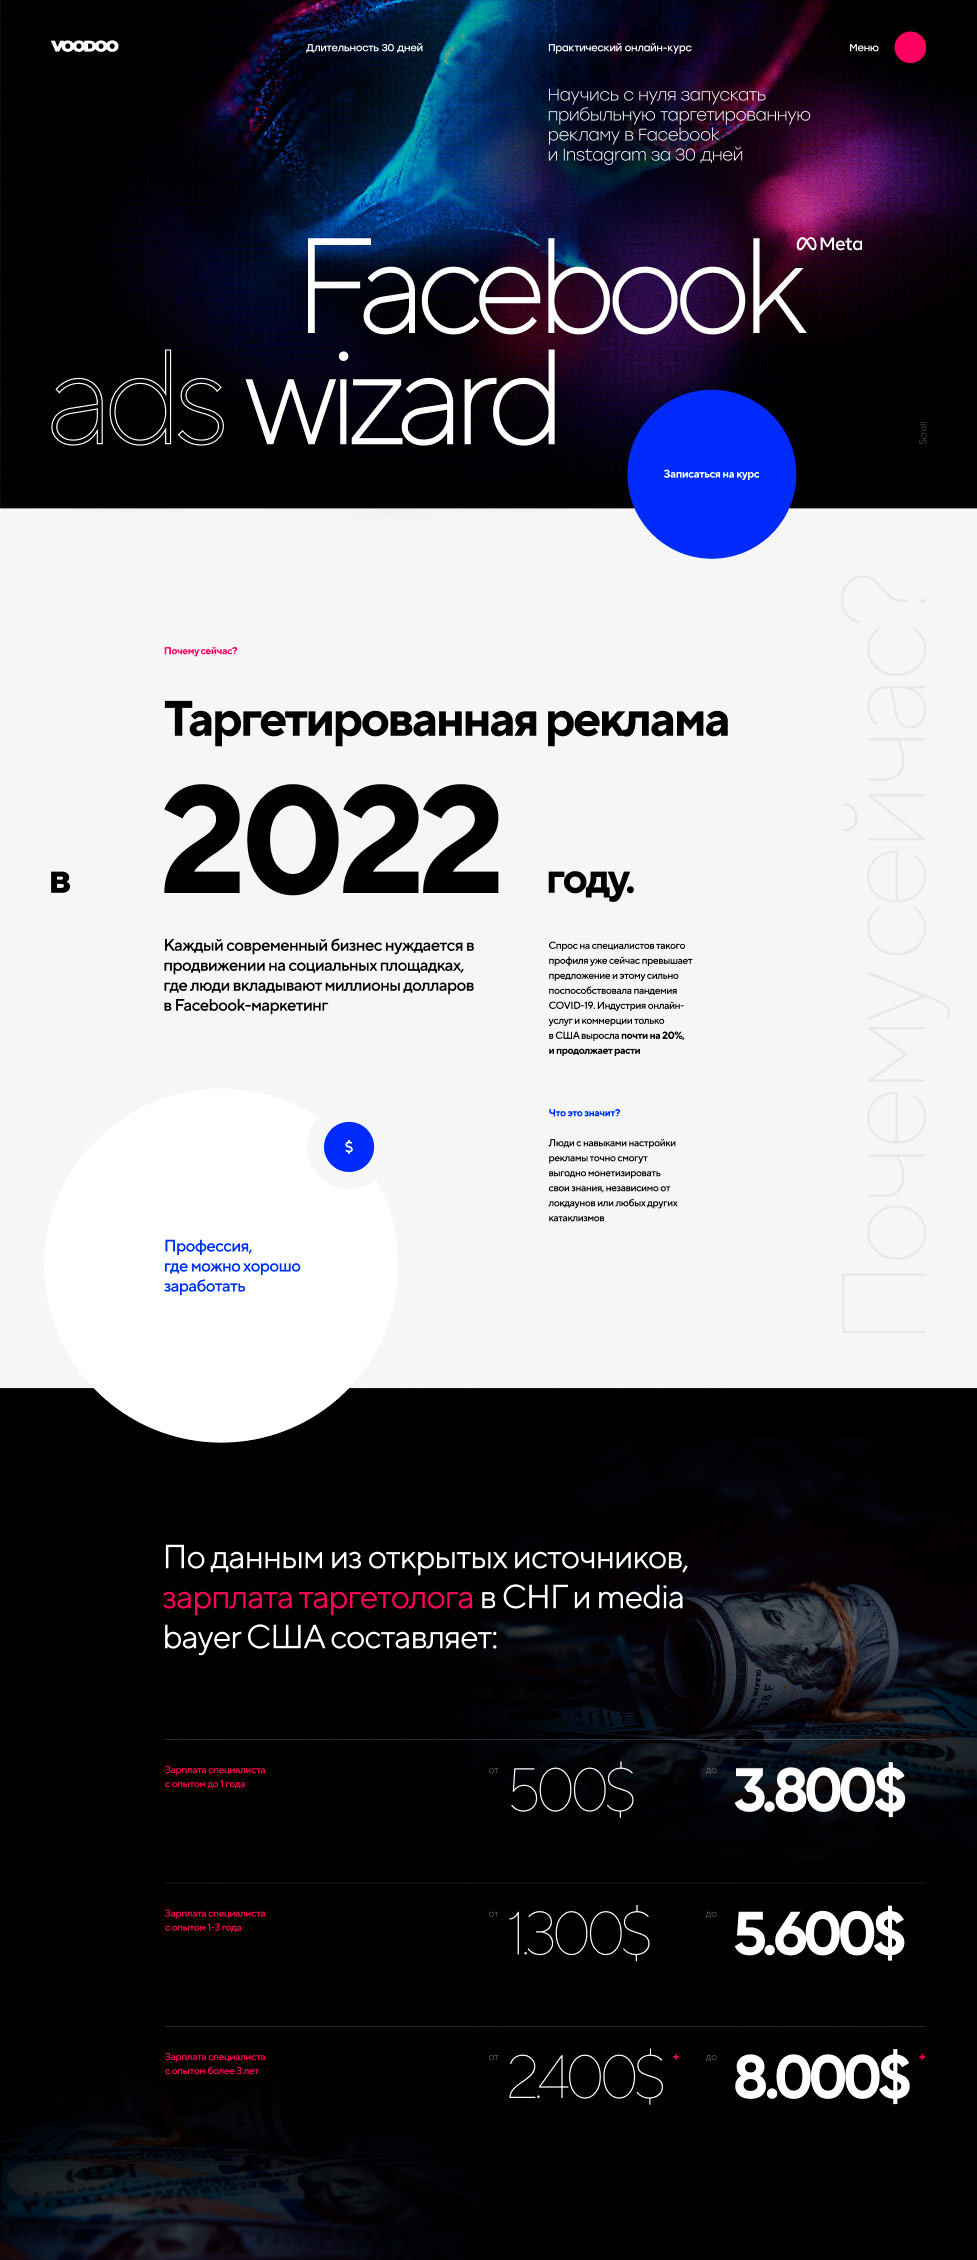 VOODOO
Длительность 30 дней
Практический онлайн-курс
Меню
Научись с нуля запускать
прибыльную таргетированную
рекламу в Facebook
и Instagram за 30 дней
Facebook
Meta
ads wizard
Scroll
Записаться на курс
Почему сейчас?
Почему сейчас?
Таргетированная реклама
в 2022 году.
Каждый современный бизнес нуждается в
продвижении на социальных площадках,
где люди вкладывают миллионы долларов
в Facebook-маркетинг
Спрос на специалистов такого
профиля уже сейчас превышает
предложение и этому сильно
поспособствовала пандемия
COVID-19. Индустрия онлайн-
услуг и коммерции только
в США выросла почти на 20%,
и продолжает расти
Что это значит?
Люди с навыками настройки
рекламы точно смогут
выгодно монетизировать
свои знания, независимо от
локдаунов или любых других
катаклизмов
$
Профессия,
где можно хорошо
заработать
По данным из открытых источников,
зарплата таргетолога в СНГ и media
bayer США составляет:
Зарплата специалиста
с опытом до 1 года
от 500$
до 3.800$
Зарплата специалиста
с опытом 1-3 года
от 1.300$
до 5.600$
Зарплата специалиста
с опытом более 3 лет
от 2.400$ +
до 8.000$ +